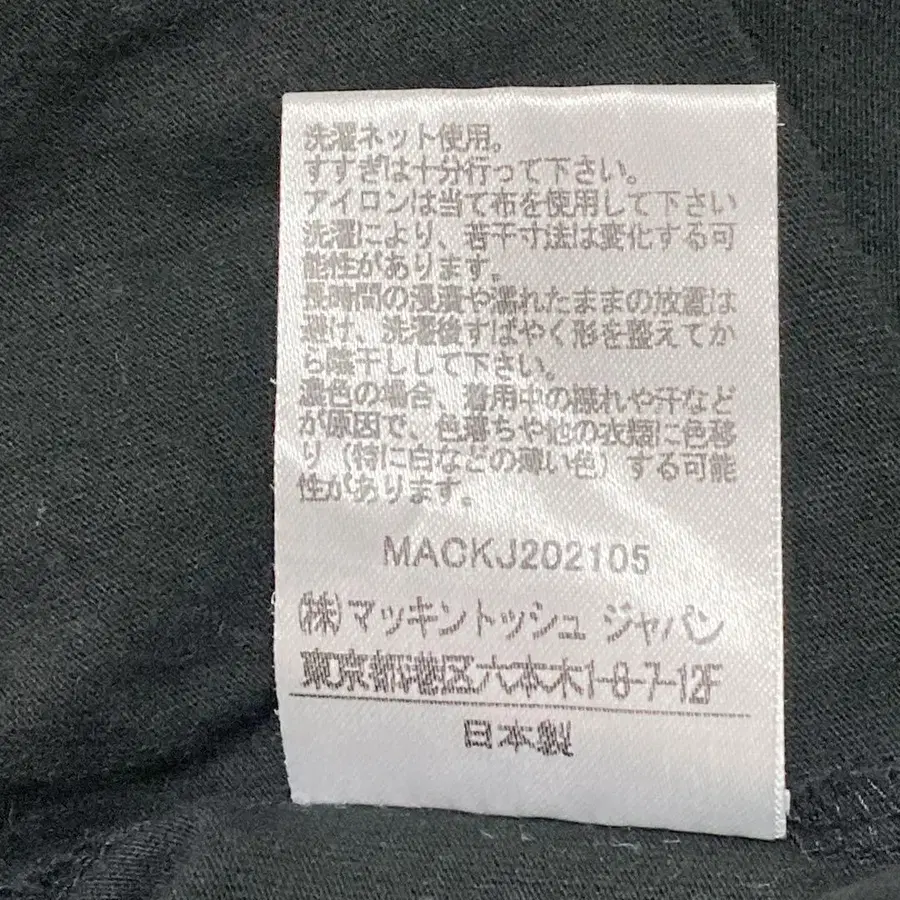 洗濯ネット使用。
すすぎは十分行って下さい。
アイロンは当て布を使用して下さい
洗濯により、若干寸法は変化する可
能性があります。
長時間の浸漬や濡れたままの放置は
避け、洗濯後すばやく形を整えてか
ら陰干しして下さい。
濃色の場合、着用中の擦れや汗など
が原因で、色落ちや他の衣類に色移
り（特に白などの薄い色）する可能
性があります。
MACKJ202105
(株)マッキントッシュ ジャパン
東京都港区六本木1-8-7-12F
日本製